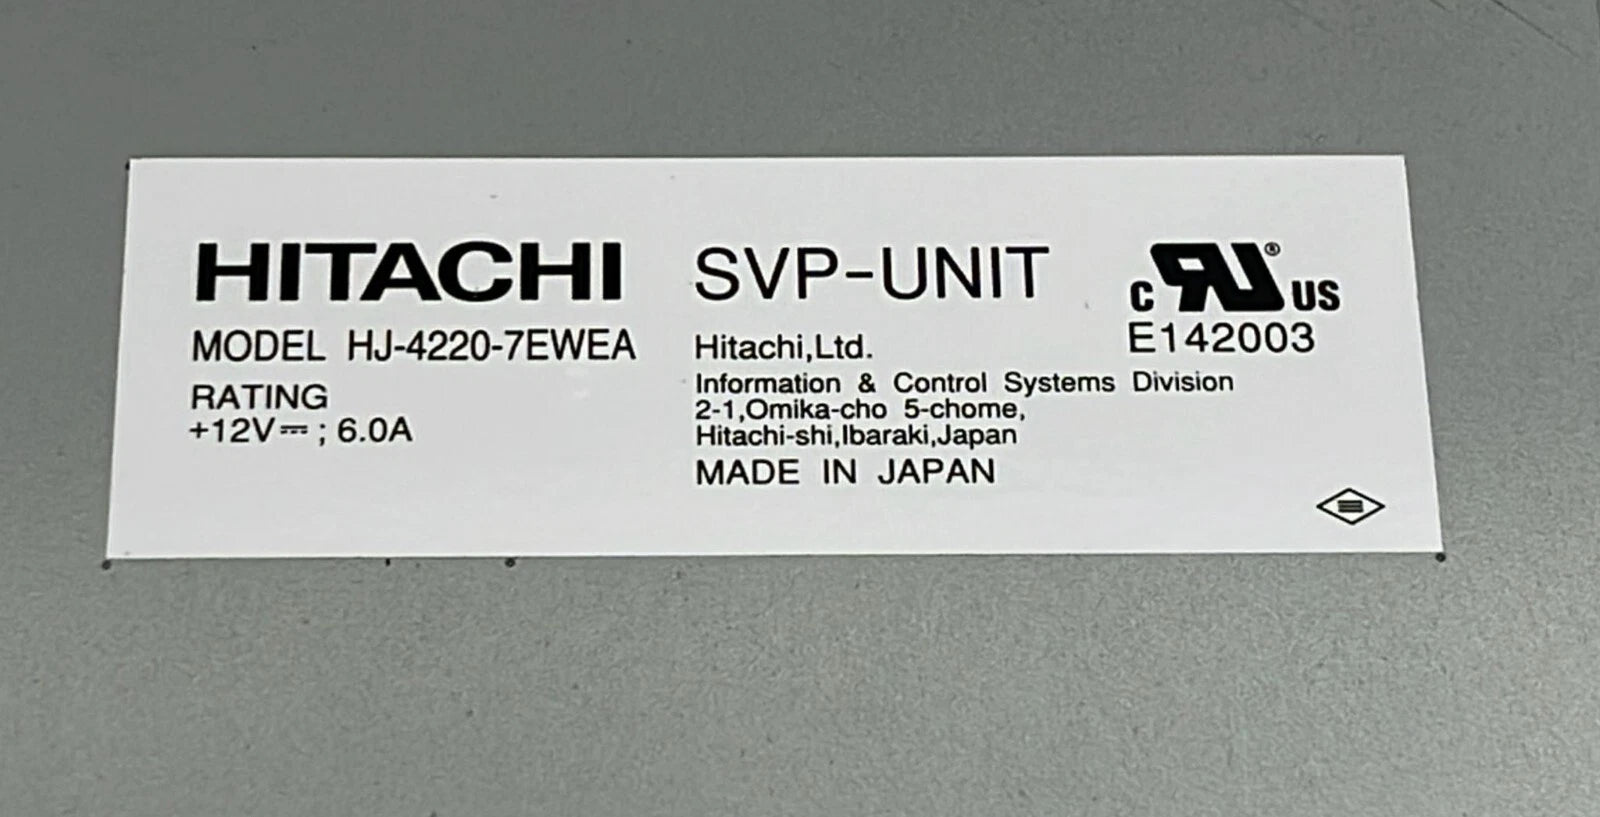 HITACHI
MODEL HJ-4220-7EWEA
RATING
+12V⎓; 6.0A
SVP-UNIT
Hitachi,Ltd.
Information & Control Systems Division
2-1,Omika-cho 5-chome,
Hitachi-shi,Ibaraki,Japan
MADE IN JAPAN
c RU® US
E142003